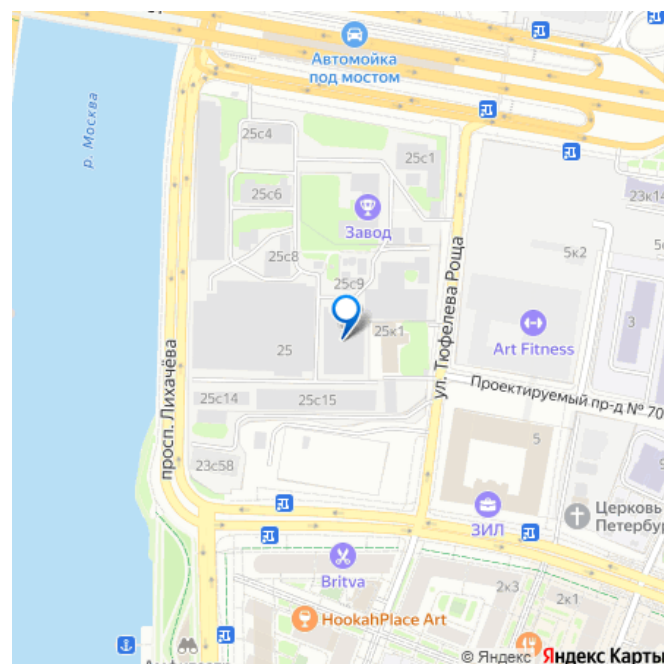 Автомойка
под мостом
р. Москва
25с4
25с1
23к14
25с6
Завод
5к2
25с8
25с9
ул. Тюфелева Роща
25к1
3
Art Fitness
25
просп. Лихачёва
Проектируемый пр-д № 70
25с14
25с15
5
23с58
9
ЗИЛ
Церковь
Петербу
Britva
2к3
2к1
HookahPlace Art
© Яндекс Яндекс Карты